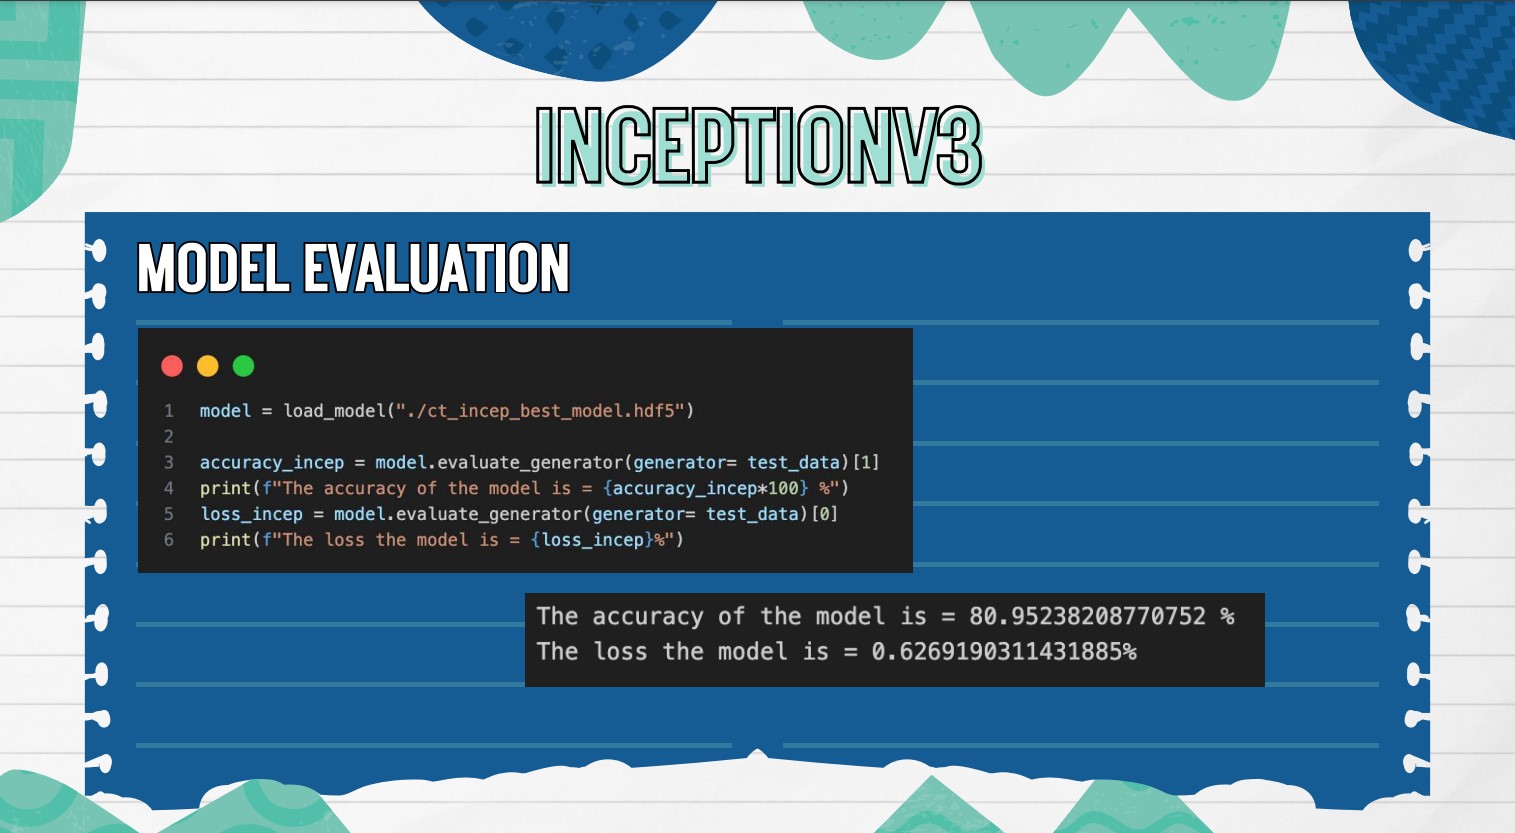 INCEPTIONV3
MODEL EVALUATION
1 model = load_model("./ct_incep_best_model.hdf5")
2
3 accuracy_incep = model.evaluate_generator(generator= test_data)[1]
4 print(f"The accuracy of the model is = {accuracy_incep*100} %")
5 loss_incep = model.evaluate_generator(generator= test_data)[0]
6 print(f"The loss the model is = {loss_incep}%")
The accuracy of the model is = 80.95238208770752 %
The loss the model is = 0.6269190311431885%